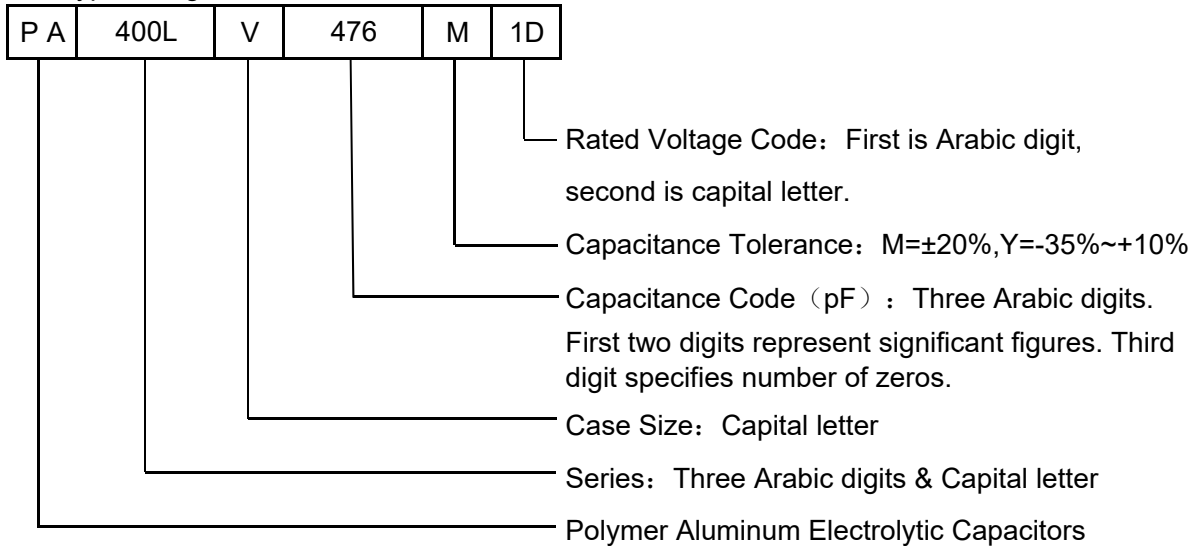 P A 400L V 476 M 1D
Rated Voltage Code：First is Arabic digit,
second is capital letter.
Capacitance Tolerance：M=±20%,Y=-35%~+10%
Capacitance Code（pF）：Three Arabic digits.
First two digits represent significant figures. Third
digit specifies number of zeros.
Case Size：Capital letter
Series：Three Arabic digits & Capital letter
Polymer Aluminum Electrolytic Capacitors